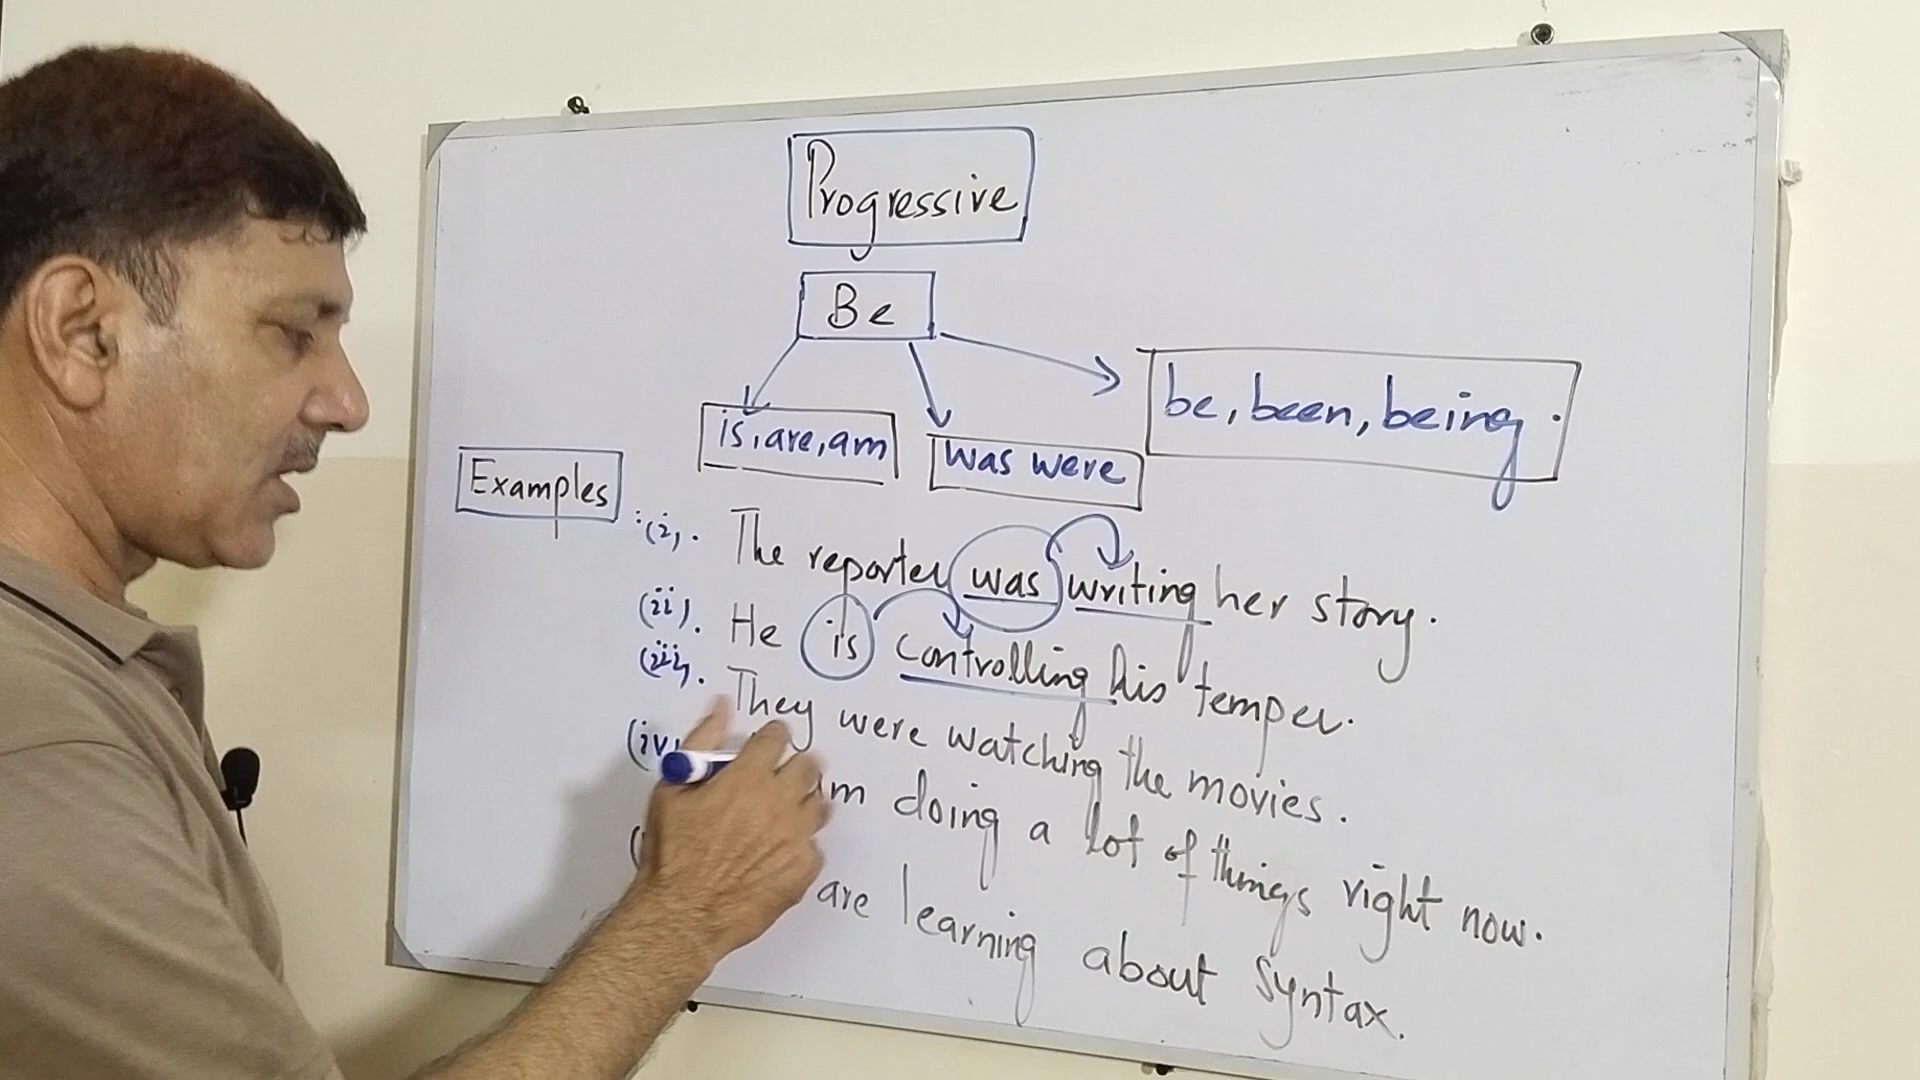 Progressive
Be
is, are, am
was were
be, been, being.
Examples
(i). The reporter was writing her story.
(ii). He is controlling his temper.
(iii). They were watching the movies.
(iv) am doing a lot of things right now.
are learning about syntax.